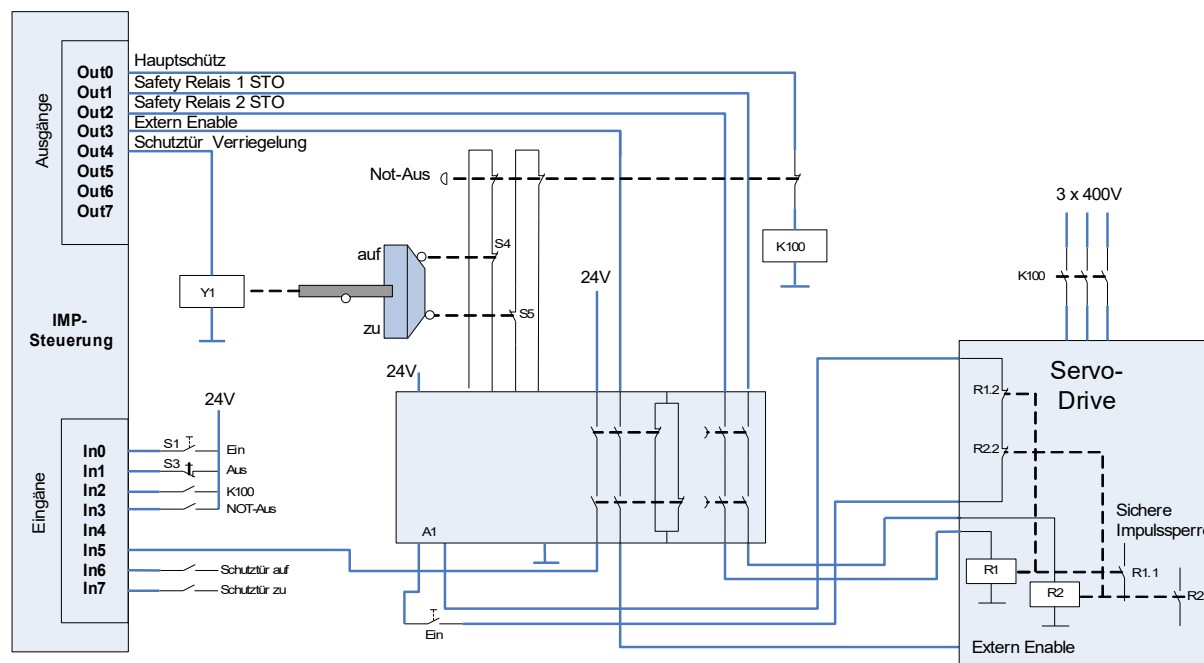 Ausgänge
Out0
Out1
Out2
Out3
Out4
Out5
Out6
Out7
Hauptschütz
Safety Relais 1 STO
Safety Relais 2 STO
Extern Enable
Schutztür Verriegelung
Not-Aus
S4
auf
zu
S5
Y1
K100
24V
24V
3 x 400V
K100
IMP-
Steuerung
24V
Eingäne
In0
In1
In2
In3
In4
In5
In6
In7
S1
Ein
S3
Aus
K100
NOT-Aus
Schutztür auf
Schutztür zu
A1
Ein
Servo-
Drive
R1.2
R2.2
Sichere
Impulssperre
R1
R1.1
R2
R2
Extern Enable